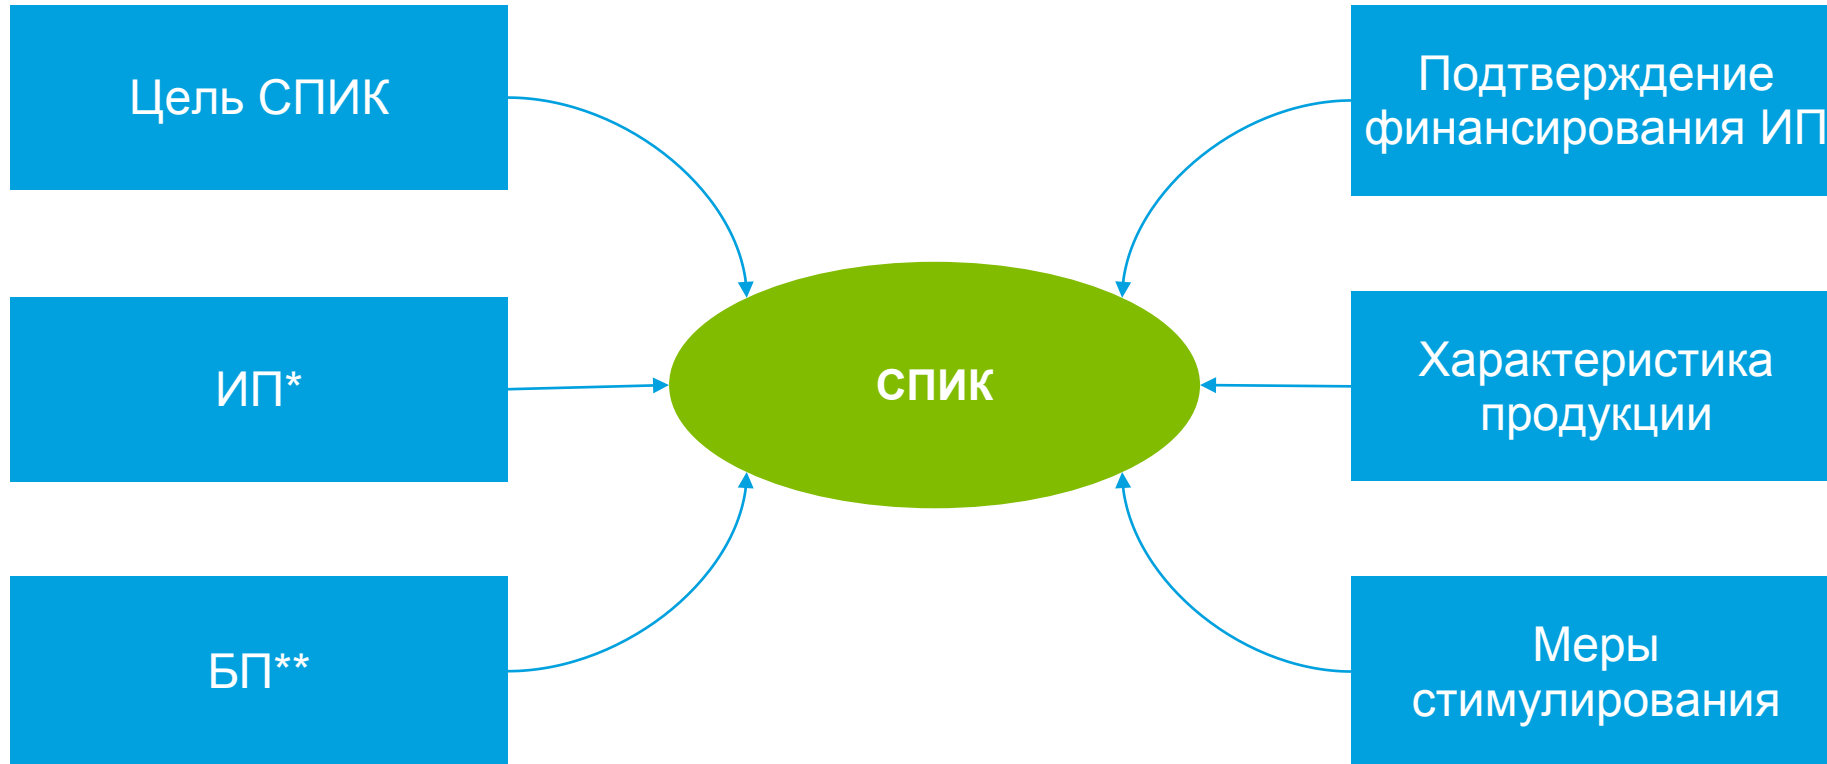 Цель СПИК
ИП*
БП**
СПИК
Подтверждение
финансирования ИП
Характеристика
продукции
Меры
стимулирования